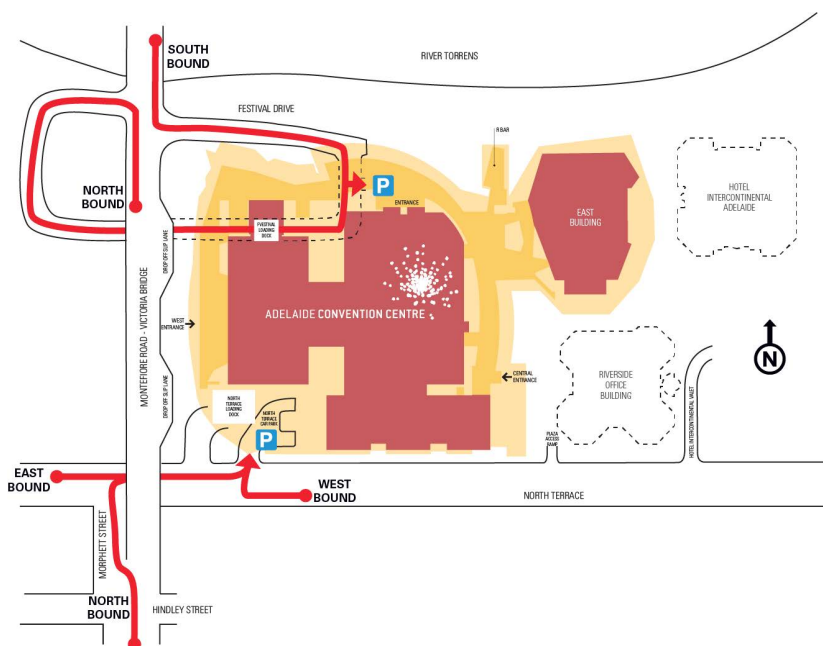 SOUTH
BOUND
RIVER TORRENS
FESTIVAL DRIVE
R BAR
P
NORTH
BOUND
ENTRANCE
EAST
BUILDING
HOTEL
INTERCONTINENTAL
ADELAIDE
FVESTIVAL
LOADING
DOCK
DROP OFF SLIP LANE
MONTEFIORE ROAD - VICTORIA BRIDGE
WEST
ENTRANCE
ADELAIDE CONVENTION CENTRE
N
CENTRAL
ENTRANCE
RIVERSIDE
OFFICE
BUILDING
DROP OFF SLIP LANE
NORTH
TERRACE
LOADING
DOCK
NORTH
TERRACE
CAR PARK
P
PLAZA
ACCESS
RAMP
HOTEL INTERCONTINENTAL VALET
EAST
BOUND
WEST
BOUND
NORTH TERRACE
MORPHETT STREET
NORTH
BOUND
HINDLEY STREET